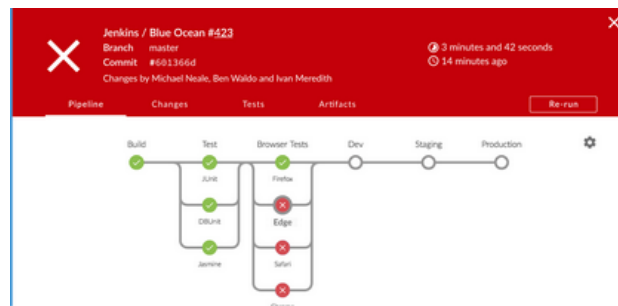 Jenkins / Blue Ocean #423
Branch master
Commit #601366d
Changes by Michael Neale, Ben Waldo and Ivan Meredith
3 minutes and 42 seconds
14 minutes ago
Pipeline Changes Tests Artifacts Re-run
Build Test Browser Tests Dev Staging Production
JUnit Firefox
DBUnit Edge
Jasmine Safari